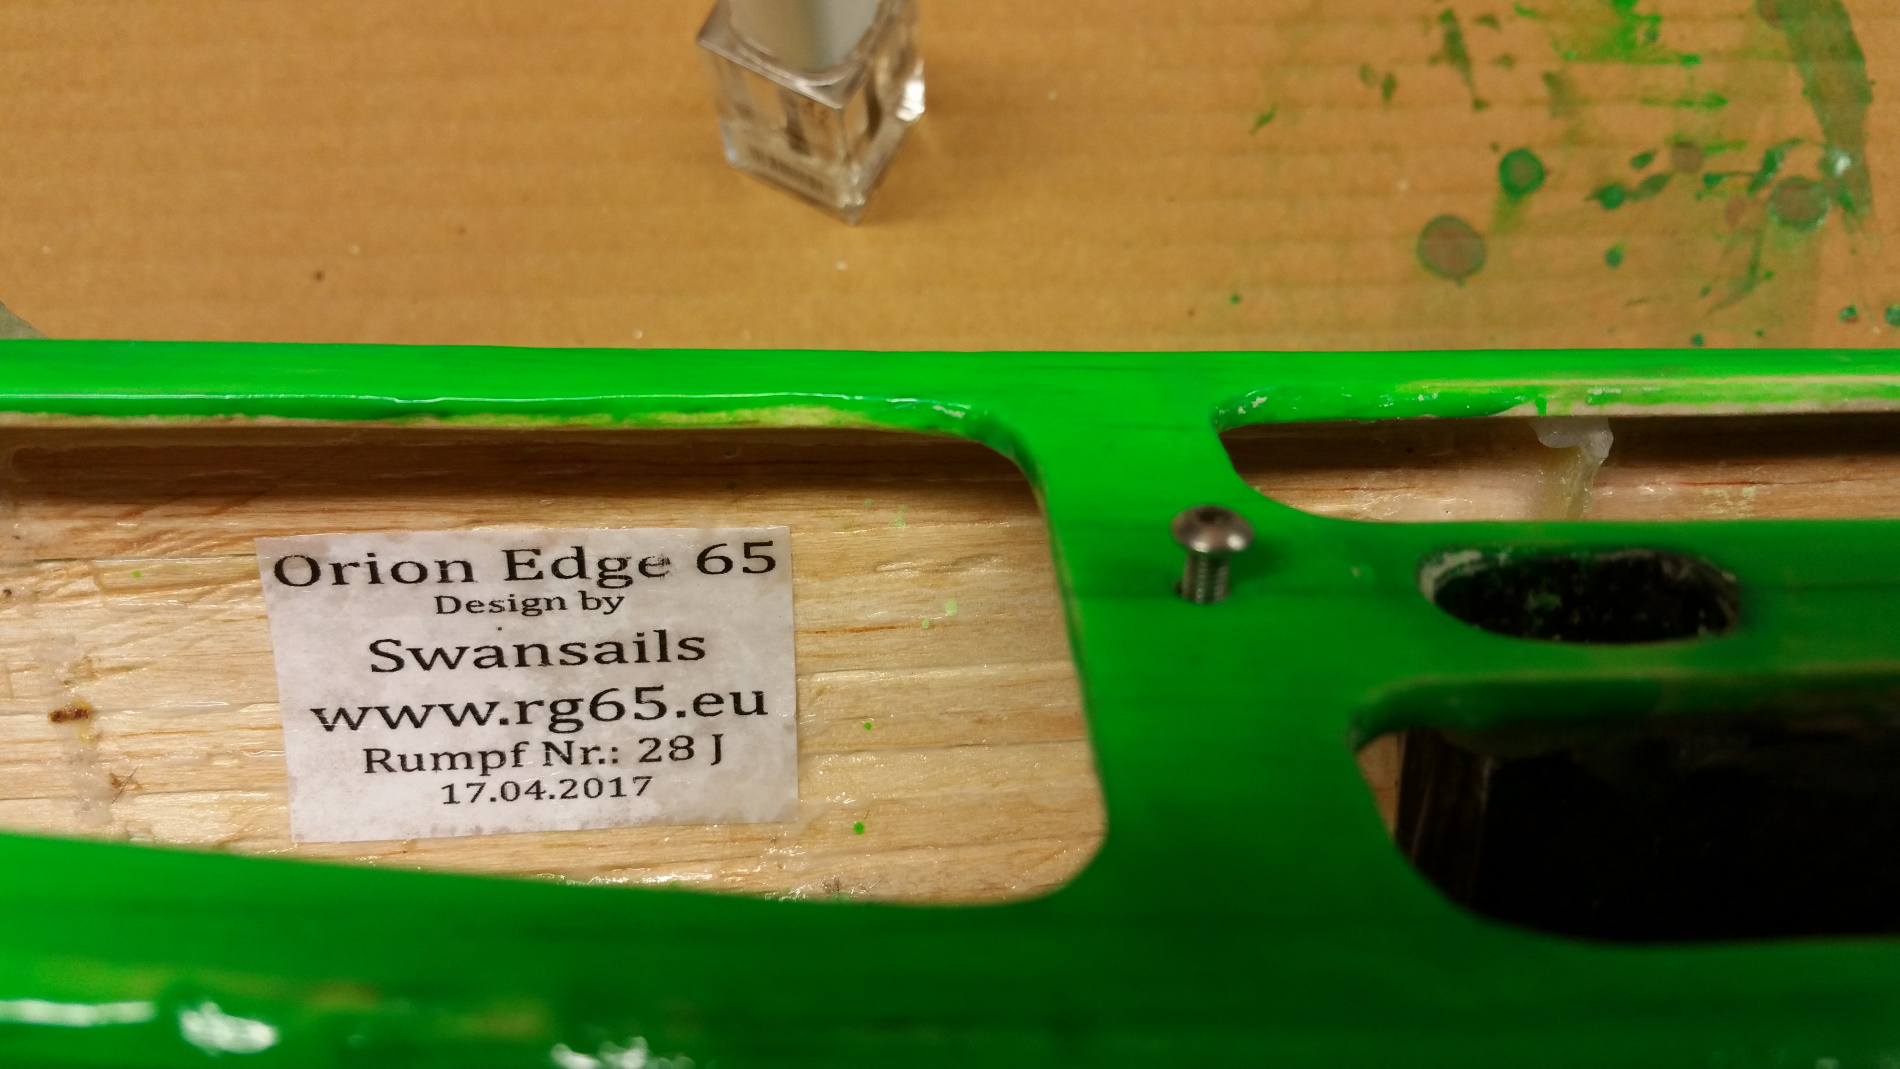 Orion Edge 65
Design by
Swansails
www.rg65.eu
Rumpf Nr.: 28 J
17.04.2017